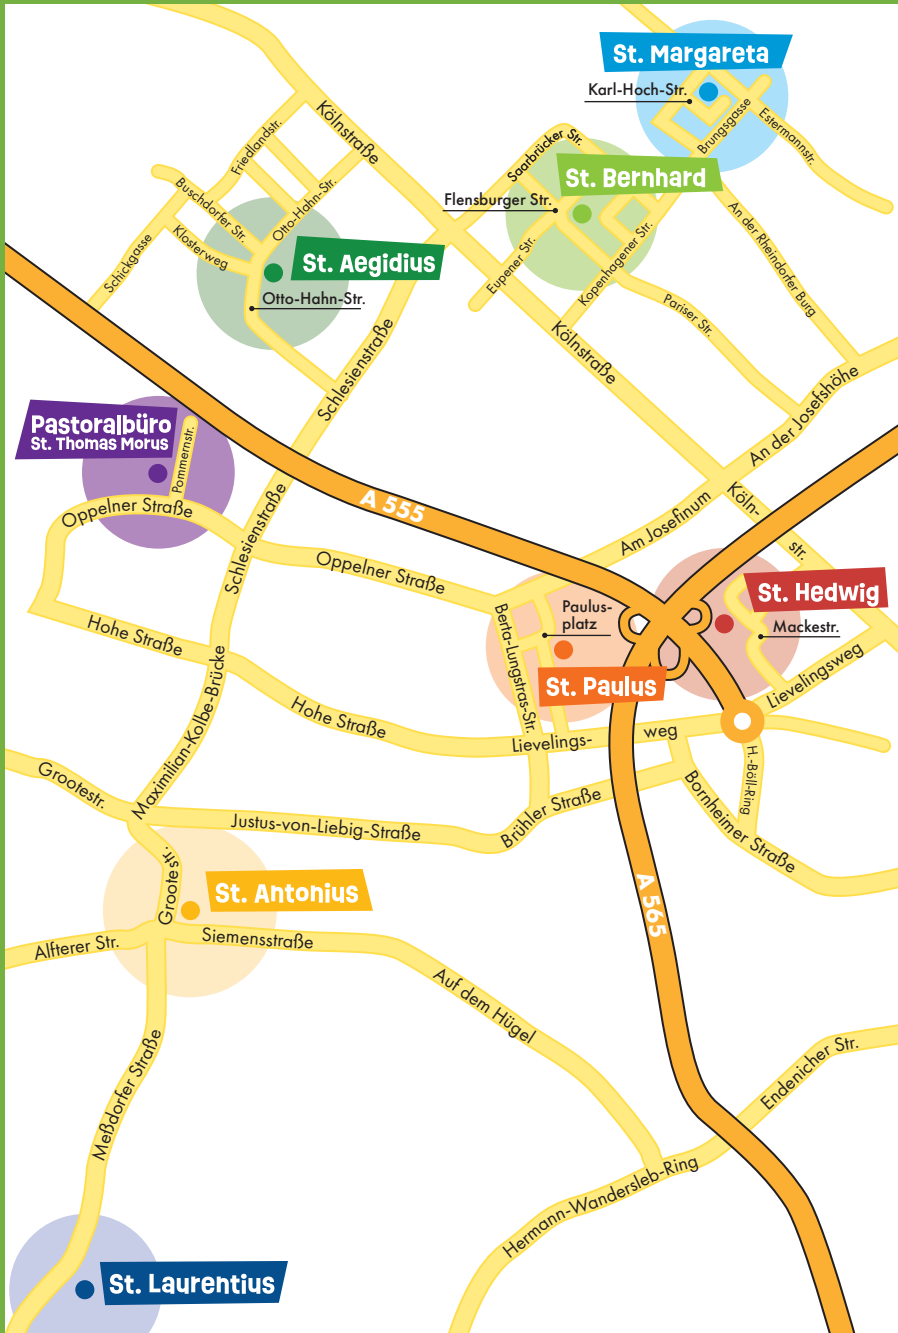 St. Margareta
Karl-Hoch-Str.
Brungsgasse
Estermannstr.
Kölnstraße
Friedlandstr.
Saarbrücker Str.
St. Bernhard
Flensburger Str.
Buschdorfer Str.
Otto-Hahn-Str.
Klosterweg
Schickgasse
Eupener Str.
Kopenhagener Str.
An der Rheindorfer Burg
St. Aegidius
Otto-Hahn-Str.
Pariser Str.
Kölnstraße
Schlesienstraße
An der Josefshöhe
Pastoralbüro
St. Thomas Morus
Pommernstr.
Oppelner Straße
A 555
Schlesienstraße
Am Josefinum
Köln-
str.
Oppelner Straße
St. Hedwig
Mackestr.
Paulus-
platz
Berta-Lungstras-Str.
St. Paulus
Hohe Straße
Lievelingsweg
Maximilian-Kolbe-Brücke
Hohe Straße
Lievelings-
weg
H.-Böll-Ring
Grootestr.
Bornheimer Straße
Brühler Straße
Justus-von-Liebig-Straße
Grootestr.
St. Antonius
A 565
Alfterer Str.
Siemensstraße
Auf dem Hügel
Meßdorfer Straße
Endenicher Str.
Hermann-Wandersleb-Ring
St. Laurentius